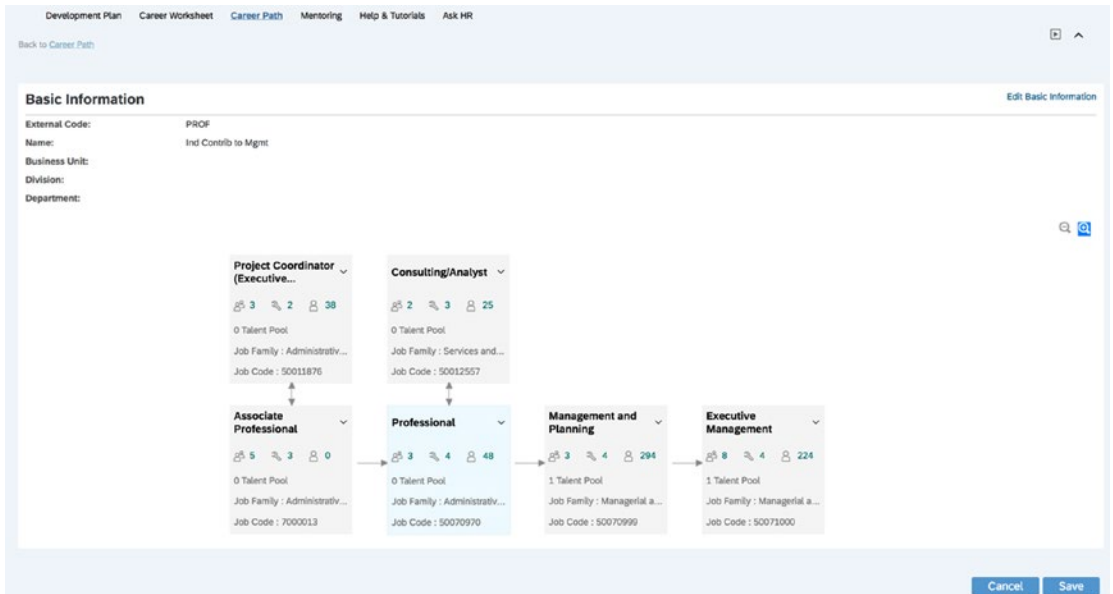 Development Plan Career Worksheet Career Path Mentoring Help & Tutorials Ask HR
Back to Career Path
Basic Information
Edit Basic Information
External Code: PROF
Name: Ind Contrib to Mgmt
Business Unit:
Division:
Department:
Project Coordinator
(Executive...
3 2 38
0 Talent Pool
Job Family : Administrativ...
Job Code : 50011876
Consulting/Analyst
2 3 25
0 Talent Pool
Job Family : Services and...
Job Code : 50012557
Associate
Professional
5 3 0
0 Talent Pool
Job Family : Administrativ...
Job Code : 7000013
Professional
3 4 48
0 Talent Pool
Job Family : Administrativ...
Job Code : 50070970
Management and
Planning
3 4 294
1 Talent Pool
Job Family : Managerial a...
Job Code : 50070999
Executive
Management
8 4 224
1 Talent Pool
Job Family : Managerial a...
Job Code : 50071000
Cancel Save